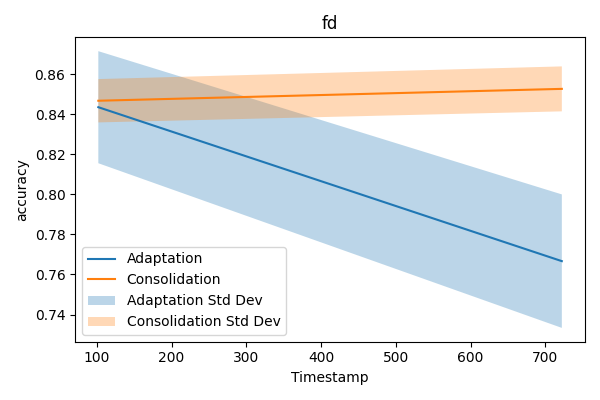 fd
accuracy
0.86
0.84
0.82
0.80
0.78
0.76
0.74
Adaptation
Consolidation
Adaptation Std Dev
Consolidation Std Dev
100 200 300 400 500 600 700
Timestamp